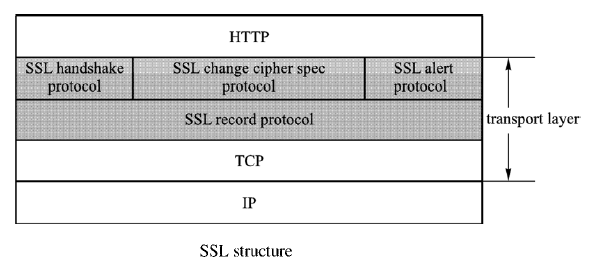 HTTP
SSL handshake
protocol
SSL change cipher spec
protocol
SSL alert
protocol
SSL record protocol
transport layer
TCP
IP
SSL structure